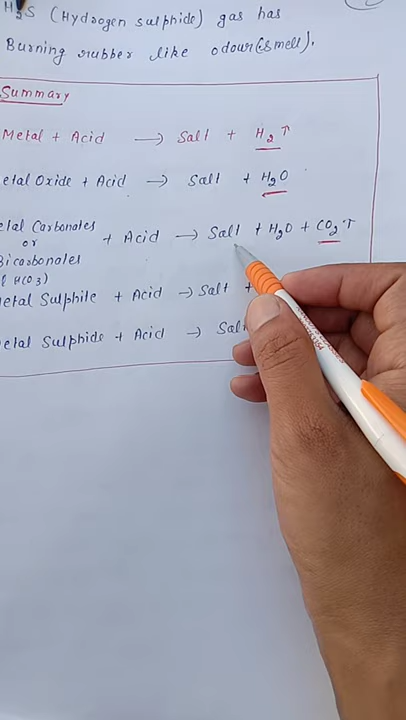 H₂S (Hydrogen sulphide) gas has
Burning rubber like odour(smell).
Summary
Metal + Acid → Salt + H₂↑
etal Oxide + Acid → Salt + H₂O
etal Carbonates or Bicarbonates HCO3) + Acid → Salt + H₂O + CO₂↑
etal Sulphite + Acid → Salt +
etal Sulphide + Acid → Sal